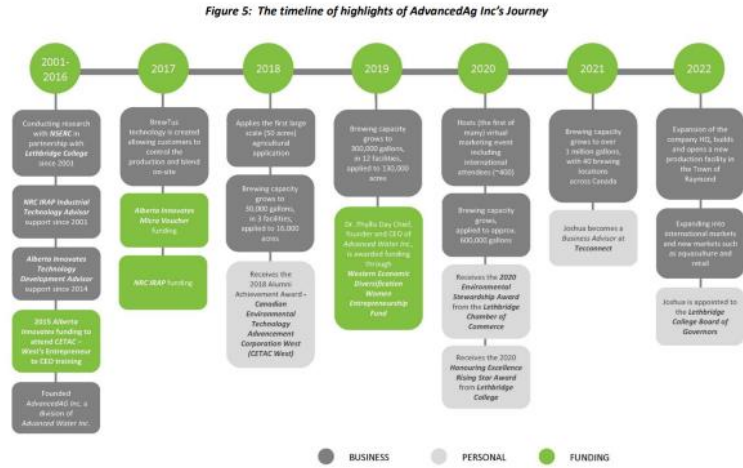 Figure 5: The timeline of highlights of AdvancedAg Inc's Journey
2001-
2016
Conducting research
with NSERC in
partnership with
Lethbridge College
since 2001
NRC IRAP Industrial
Technology Advisor
support since 2001
Alberta Innovates
Technology
Development Advisor
support since 2014
2015 Alberta
Innovates funding to
attend CETAC –
West's Entrepreneur
to CEO training
Founded
AdvancedAG Inc, a
division of
Advanced Water Inc.
2017
BrewTus
technology is created
allowing customers to
control the
production and blend
on-site
Alberta Innovates
Micro Voucher
funding
NRC IRAP funding
2018
Applies the first large
scale (50 acres)
agricultural
application
Brewing capacity
grows to
50,000 gallons,
in 3 facilities,
applied to 16,000
acres
Receives the
2018 Alumni
Achievement Award -
Canadian
Environmental
Technology
Advancement
Corporation West
(CETAC West)
2019
Brewing capacity
grows to
300,000 gallons,
in 12 facilities,
applied to 130,000
acres
Dr. Phyllis Day Chief,
founder and CEO of
Advanced Water Inc.,
is awarded funding
through
Western Economic
Diversification
Women
Entrepreneurship
Fund
2020
Hosts (the first of
many) virtual
marketing event
including
international
attendees (~400)
Brewing capacity
grows,
applied to approx.
600,000 gallons
Receives the 2020
Environmental
Stewardship Award
from the Lethbridge
Chamber of
Commerce
Receives the 2020
Honouring Excellence
Rising Star Award
from Lethbridge
College
2021
Brewing capacity
grows to over
1 million gallons,
with 40 brewing
locations
across Canada
Joshua becomes a
Business Advisor at
Tecconnect
2022
Expansion of the
company HQ, builds
and opens a new
production facility in
the Town of
Raymond
Expanding into
international markets
and new markets such
as aquaculture and
retail
Joshua is appointed to
the Lethbridge
College Board of
Governors
BUSINESS
PERSONAL
FUNDING